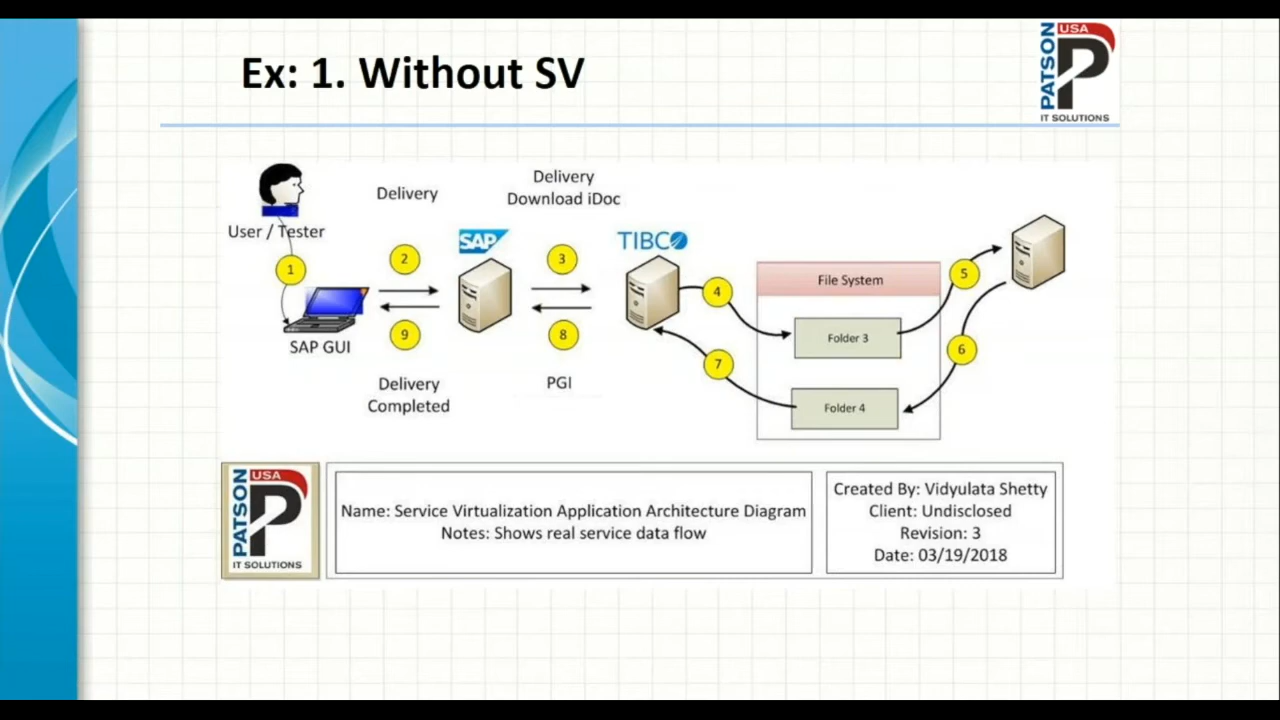 Ex: 1. Without SV
PATSON
USA
IT SOLUTIONS
User / Tester
Delivery
Delivery
Download iDoc
SAP
TIBCO
1
2
3
4
5
File System
Folder 3
SAP GUI
9
8
7
6
Delivery
Completed
PGI
Folder 4
PATSON
USA
IT SOLUTIONS
Name: Service Virtualization Application Architecture Diagram
Notes: Shows real service data flow
Created By: Vidyulata Shetty
Client: Undisclosed
Revision: 3
Date: 03/19/2018